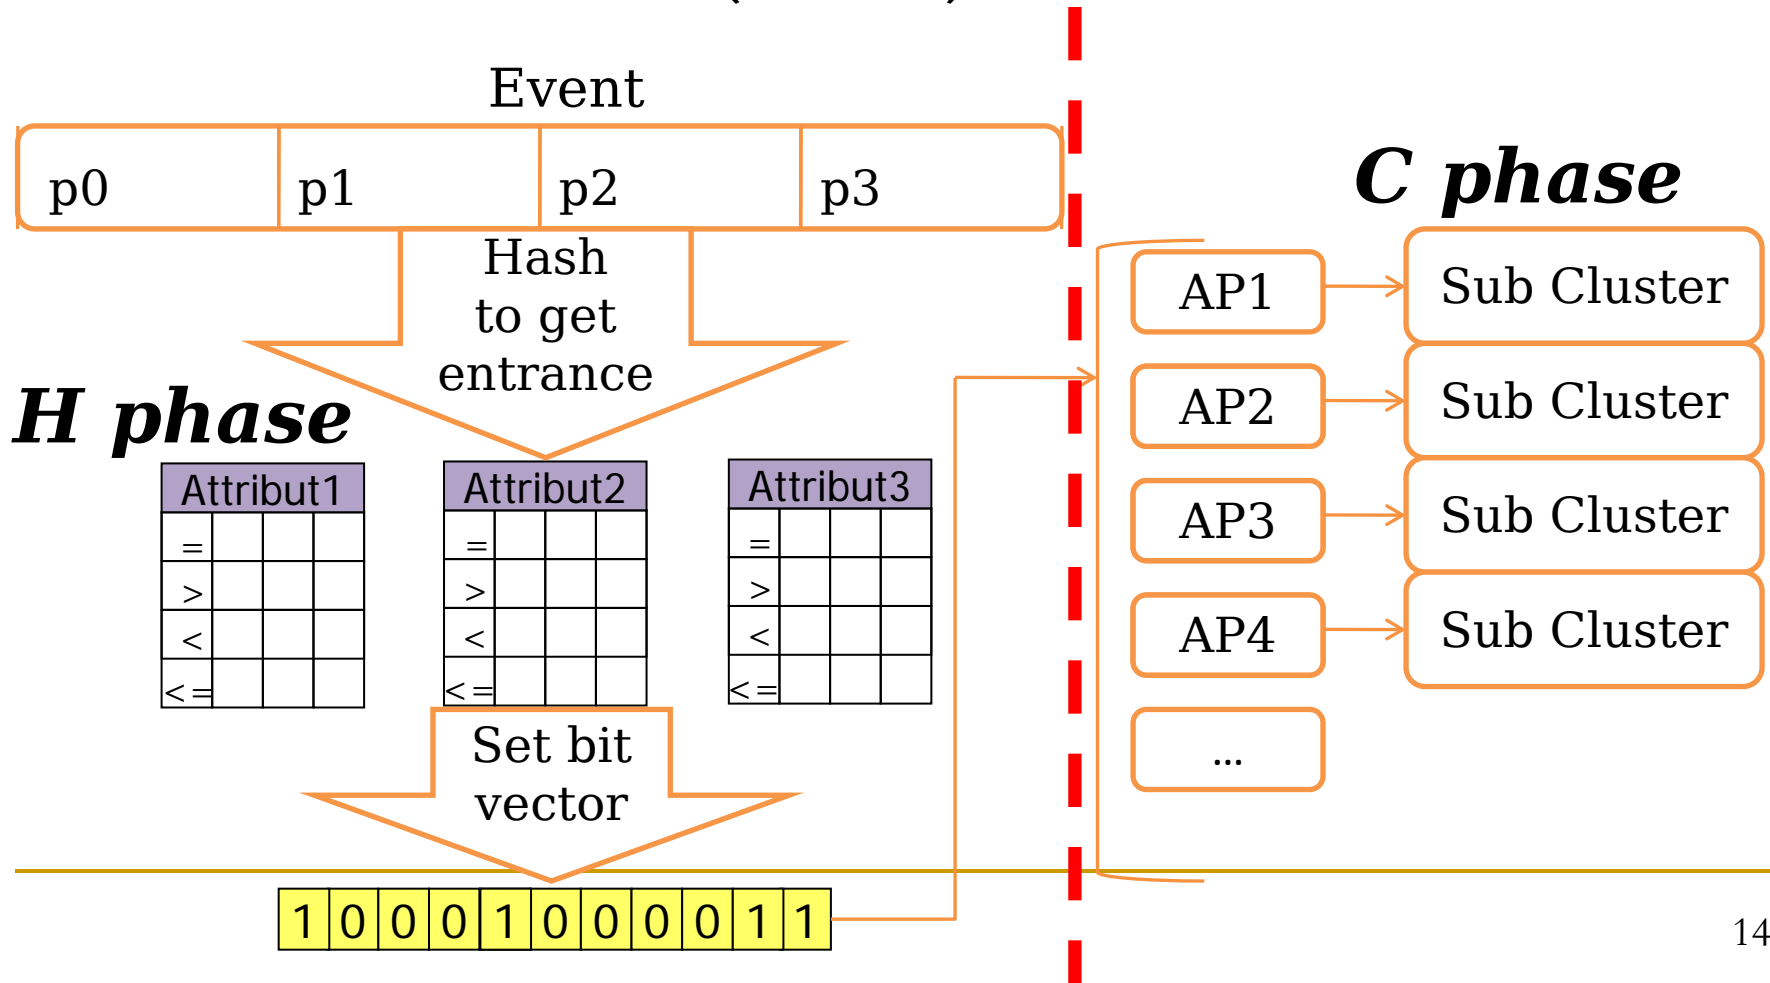 Event
p0 p1 p2 p3
Hash
to get
entrance
H phase
Attribut1
=
>
<
<=
Attribut2
=
>
<
<=
Attribut3
=
>
<
<=
Set bit
vector
1 0 0 0 1 0 0 0 0 1 1
C phase
AP1 Sub Cluster
AP2 Sub Cluster
AP3 Sub Cluster
AP4 Sub Cluster
...
14